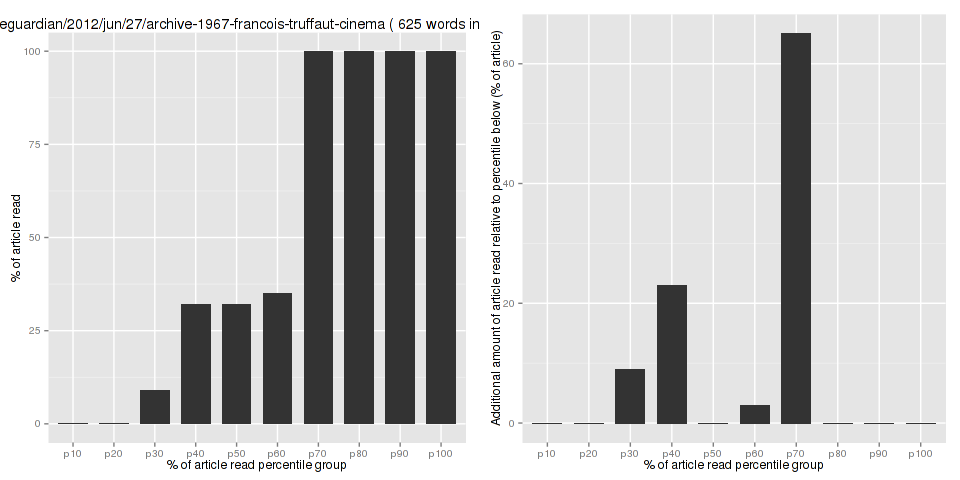 eguardian/2012/jun/27/archive-1967-francois-truffaut-cinema ( 625 words in
% of article read
100
75
50
25
0
p10 p20 p30 p40 p50 p60 p70 p80 p90 p100
% of article read percentile group
Additional amount of article read relative to percentile below (% of article)
60
40
20
0
p10 p20 p30 p40 p50 p60 p70 p80 p90 p100
% of article read percentile group